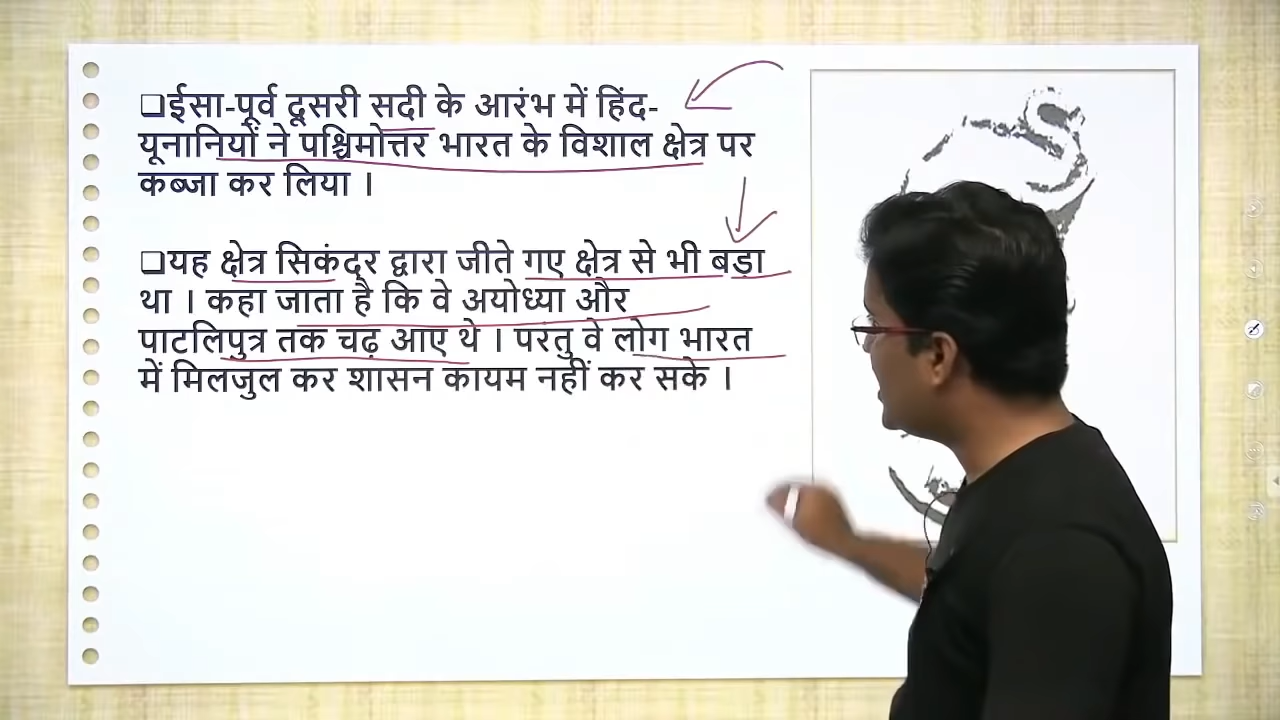 ❑ईसा-पूर्व दूसरी सदी के आरंभ में हिंद-
यूनानियों ने पश्चिमोत्तर भारत के विशाल क्षेत्र पर
कब्जा कर लिया ।
❑यह क्षेत्र सिकंदर द्वारा जीते गए क्षेत्र से भी बड़ा
था । कहा जाता है कि वे अयोध्या और
पाटलिपुत्र तक चढ़ आए थे । परंतु वे लोग भारत
में मिलजुल कर शासन कायम नहीं कर सके ।